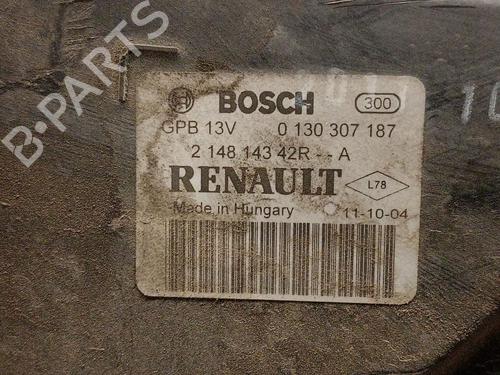 B-PARTS
BOSCH 300
GPB 13V 0 130 307 187
2 148 143 42R - - A
RENAULT L78
Made in Hungary 11-10-04